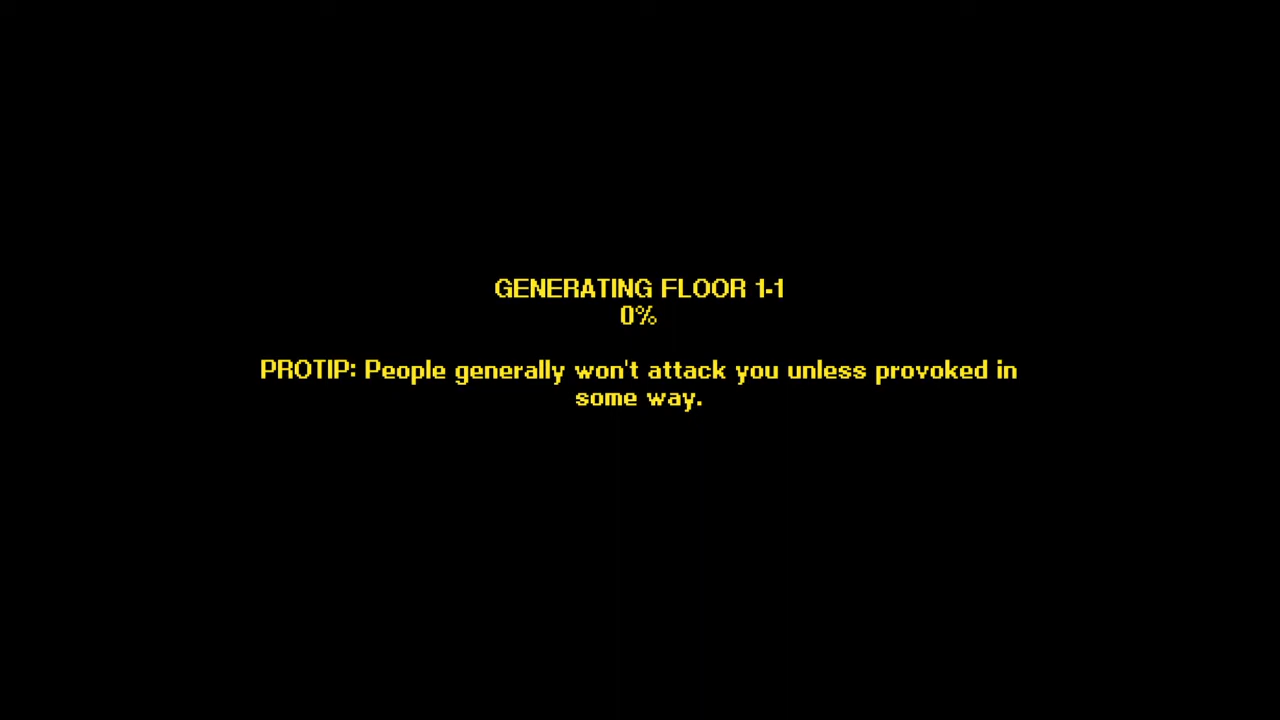 GENERATING FLOOR 1-1
0%
PROTIP: People generally won't attack you unless provoked in
some way.